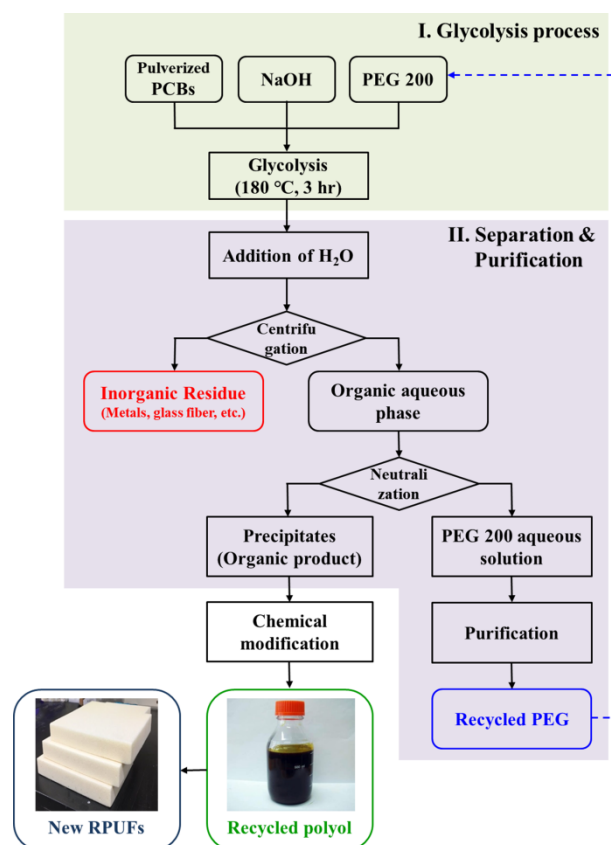 I. Glycolysis process
Pulverized
PCBs
NaOH
PEG 200
Glycolysis
(180 °C, 3 hr)
II. Separation &
Purification
Addition of H₂O
Centrifu
gation
Inorganic Residue
(Metals, glass fiber, etc.)
Organic aqueous
phase
Neutrali
zation
Precipitates
(Organic product)
PEG 200 aqueous
solution
Chemical
modification
Purification
Recycled PEG
New RPUFs
Recycled polyol